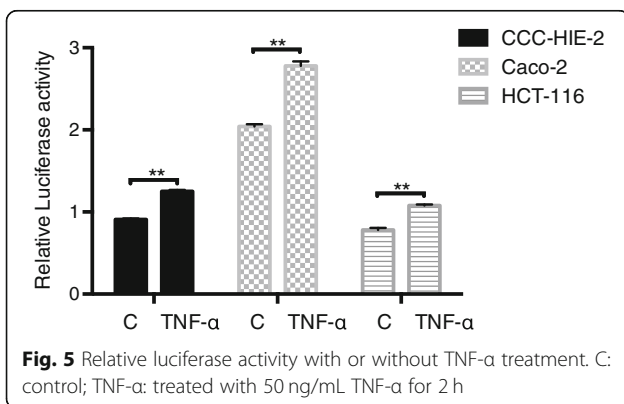 CCC-HIE-2
Caco-2
HCT-116
Relative Luciferase activity
3
2
1
0
**
**
**
C TNF-α C TNF-α C TNF-α
Fig. 5 Relative luciferase activity with or without TNF-α treatment. C:
control; TNF-α: treated with 50 ng/mL TNF-α for 2 h